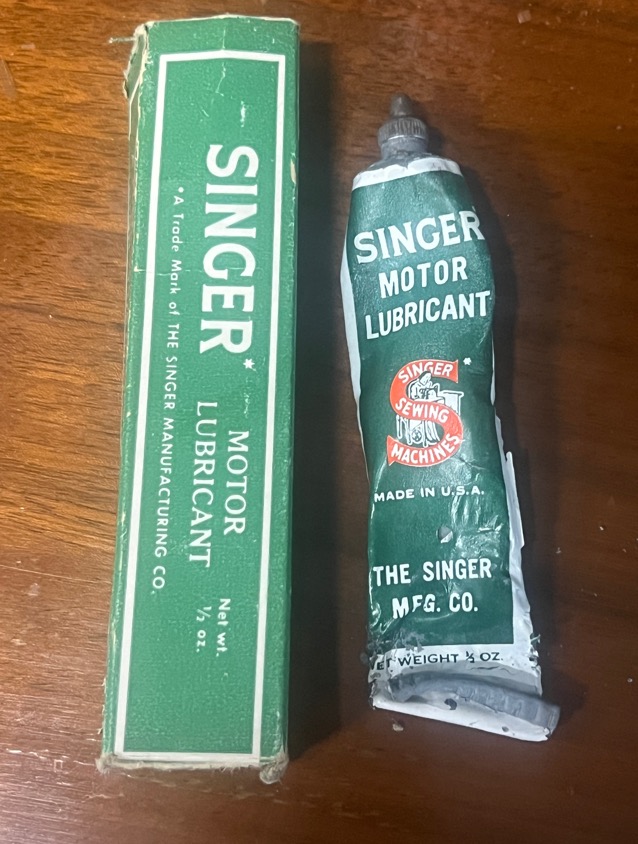 SINGER*
MOTOR
LUBRICANT
Net wt.
½ oz.
*A Trade Mark of THE SINGER MANUFACTURING CO.
SINGER
MOTOR
LUBRICANT
SINGER
SEWING
MACHINES
*
MADE IN U.S.A.
THE SINGER
MFG. CO.
WEIGHT ½ OZ.